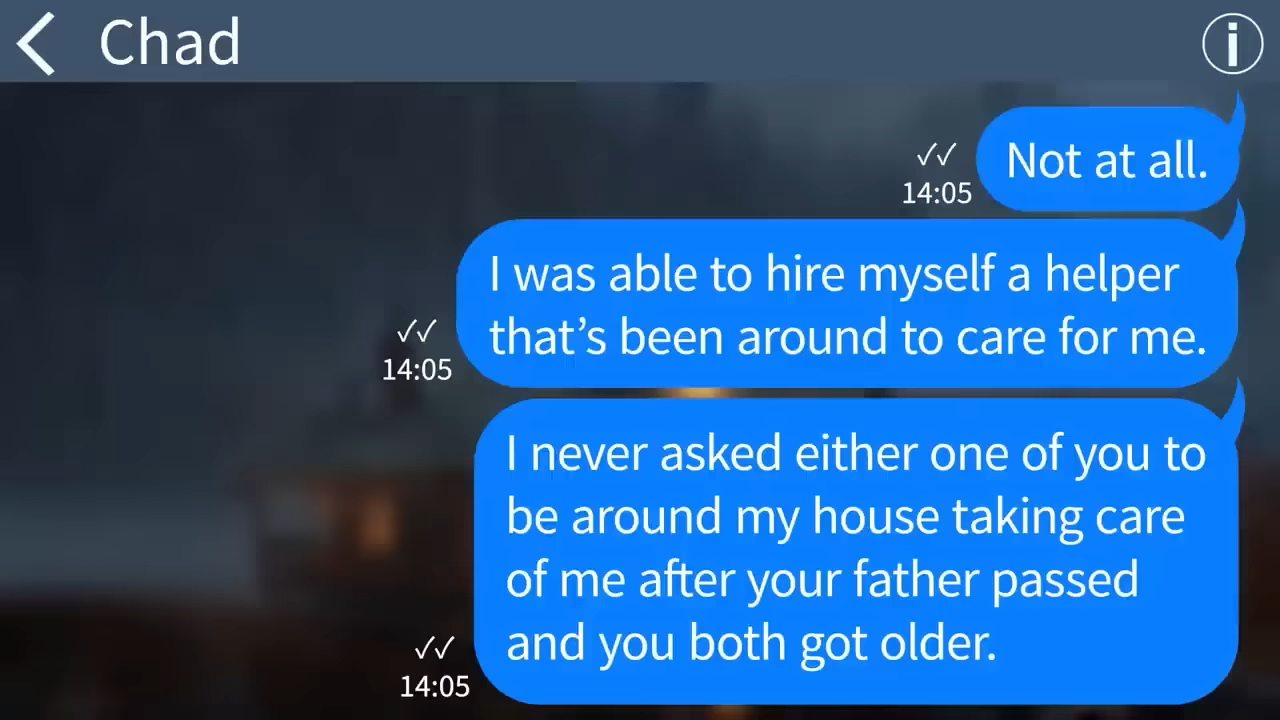 Chad
i
Not at all.
✓✓
14:05
I was able to hire myself a helper
that’s been around to care for me.
✓✓
14:05
I never asked either one of you to
be around my house taking care
of me after your father passed
and you both got older.
✓✓
14:05